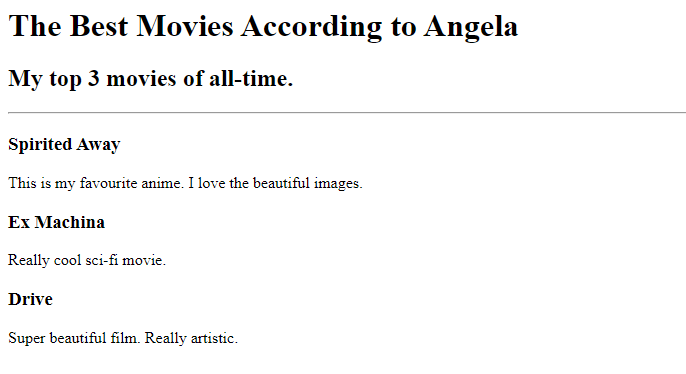 The Best Movies According to Angela
My top 3 movies of all-time.
Spirited Away
This is my favourite anime. I love the beautiful images.
Ex Machina
Really cool sci-fi movie.
Drive
Super beautiful film. Really artistic.